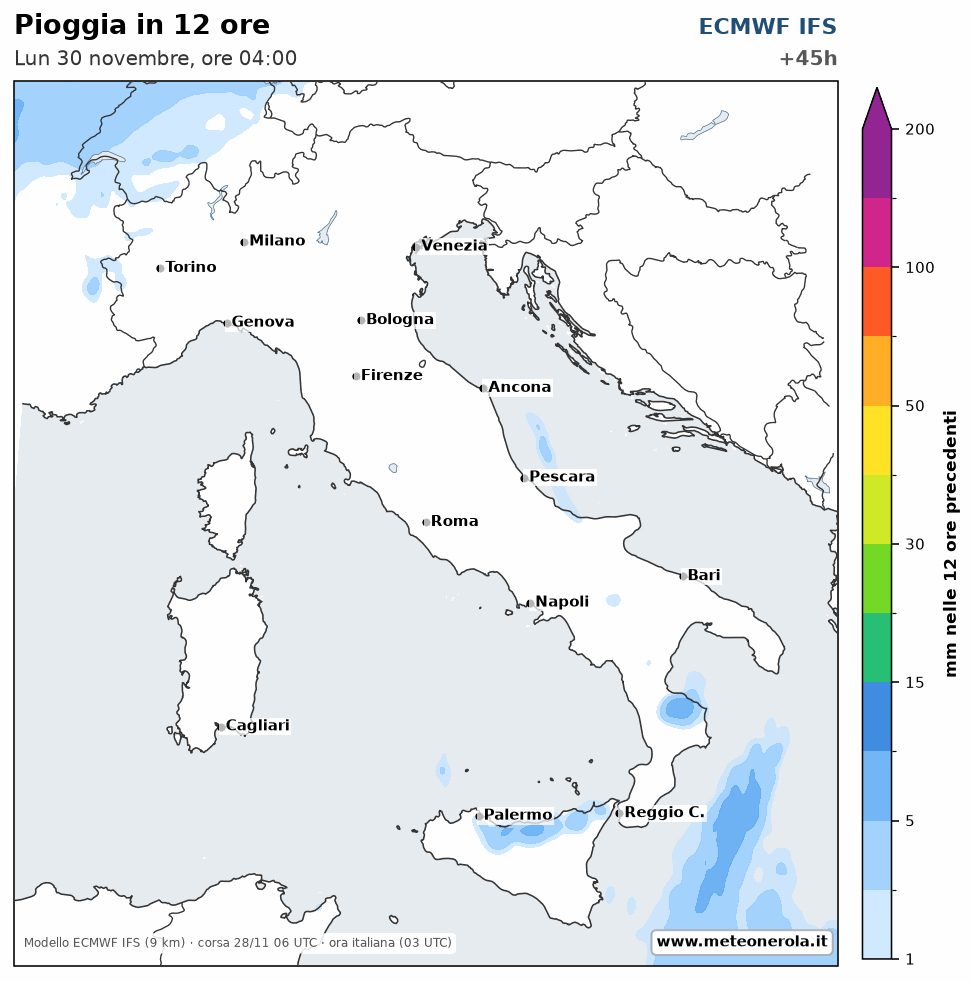 Pioggia in 12 ore
ECMWF IFS
Lun 30 novembre, ore 04:00
+45h
Milano
Venezia
Torino
Genova
Bologna
Firenze
Ancona
Pescara
Roma
Bari
Napoli
Cagliari
Palermo
Reggio C.
200
100
50
30
15
5
1
mm nelle 12 ore precedenti
Modello ECMWF IFS (9 km) · corsa 28/11 06 UTC · ora italiana (03 UTC)
www.meteonerola.it